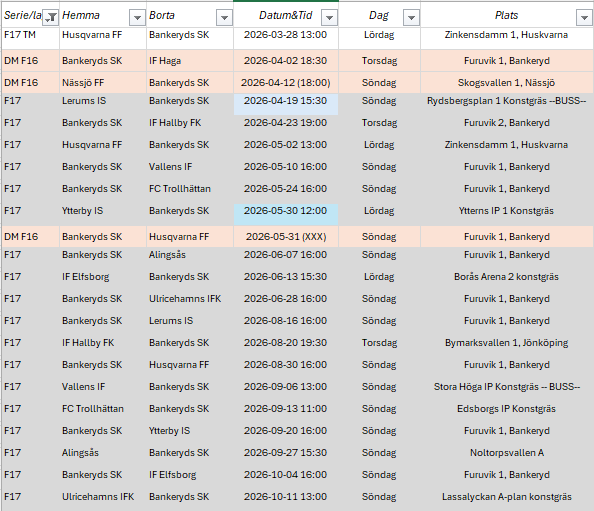 Serie/la Hemma Borta Datum&Tid Dag Plats
F17 TM Husqvarna FF Bankeryds SK 2026-03-28 13:00 Lördag Zinkensdamm 1, Huskvarna
DM F16 Bankeryds SK IF Haga 2026-04-02 18:30 Torsdag Furuvik 1, Bankeryd
DM F16 Nässjö FF Bankeryds SK 2026-04-12 (18:00) Söndag Skogsvallen 1, Nässjö
F17 Lerums IS Bankeryds SK 2026-04-19 15:30 Söndag Rydsbergsplan 1 Konstgräs --BUSS--
F17 Bankeryds SK IF Hallby FK 2026-04-23 19:00 Torsdag Furuvik 2, Bankeryd
F17 Husqvarna FF Bankeryds SK 2026-05-02 13:00 Lördag Zinkensdamm 1, Huskvarna
F17 Bankeryds SK Vallens IF 2026-05-10 16:00 Söndag Furuvik 1, Bankeryd
F17 Bankeryds SK FC Trollhättan 2026-05-24 16:00 Söndag Furuvik 1, Bankeryd
F17 Ytterby IS Bankeryds SK 2026-05-30 12:00 Lördag Ytterns IP 1 Konstgräs
DM F16 Bankeryds SK Husqvarna FF 2026-05-31 (XXX) Söndag Furuvik 1, Bankeryd
F17 Bankeryds SK Alingsås 2026-06-07 16:00 Söndag Furuvik 1, Bankeryd
F17 IF Elfsborg Bankeryds SK 2026-06-13 15:30 Lördag Borås Arena 2 konstgräs
F17 Bankeryds SK Ulricehamns IFK 2026-06-28 16:00 Söndag Furuvik 1, Bankeryd
F17 Bankeryds SK Lerums IS 2026-08-16 16:00 Söndag Furuvik 1, Bankeryd
F17 IF Hallby FK Bankeryds SK 2026-08-20 19:30 Torsdag Bymarksvallen 1, Jönköping
F17 Bankeryds SK Husqvarna FF 2026-08-30 16:00 Söndag Furuvik 1, Bankeryd
F17 Vallens IF Bankeryds SK 2026-09-06 13:00 Söndag Stora Höga IP Konstgräs -- BUSS--
F17 FC Trollhättan Bankeryds SK 2026-09-13 11:00 Söndag Edsborgs IP Konstgräs
F17 Bankeryds SK Ytterby IS 2026-09-20 16:00 Söndag Furuvik 1, Bankeryd
F17 Alingsås Bankeryds SK 2026-09-27 15:30 Söndag Noltorpsvallen A
F17 Bankeryds SK IF Elfsborg 2026-10-04 16:00 Söndag Furuvik 1, Bankeryd
F17 Ulricehamns IFK Bankeryds SK 2026-10-11 13:00 Söndag Lassalyckan A-plan konstgräs